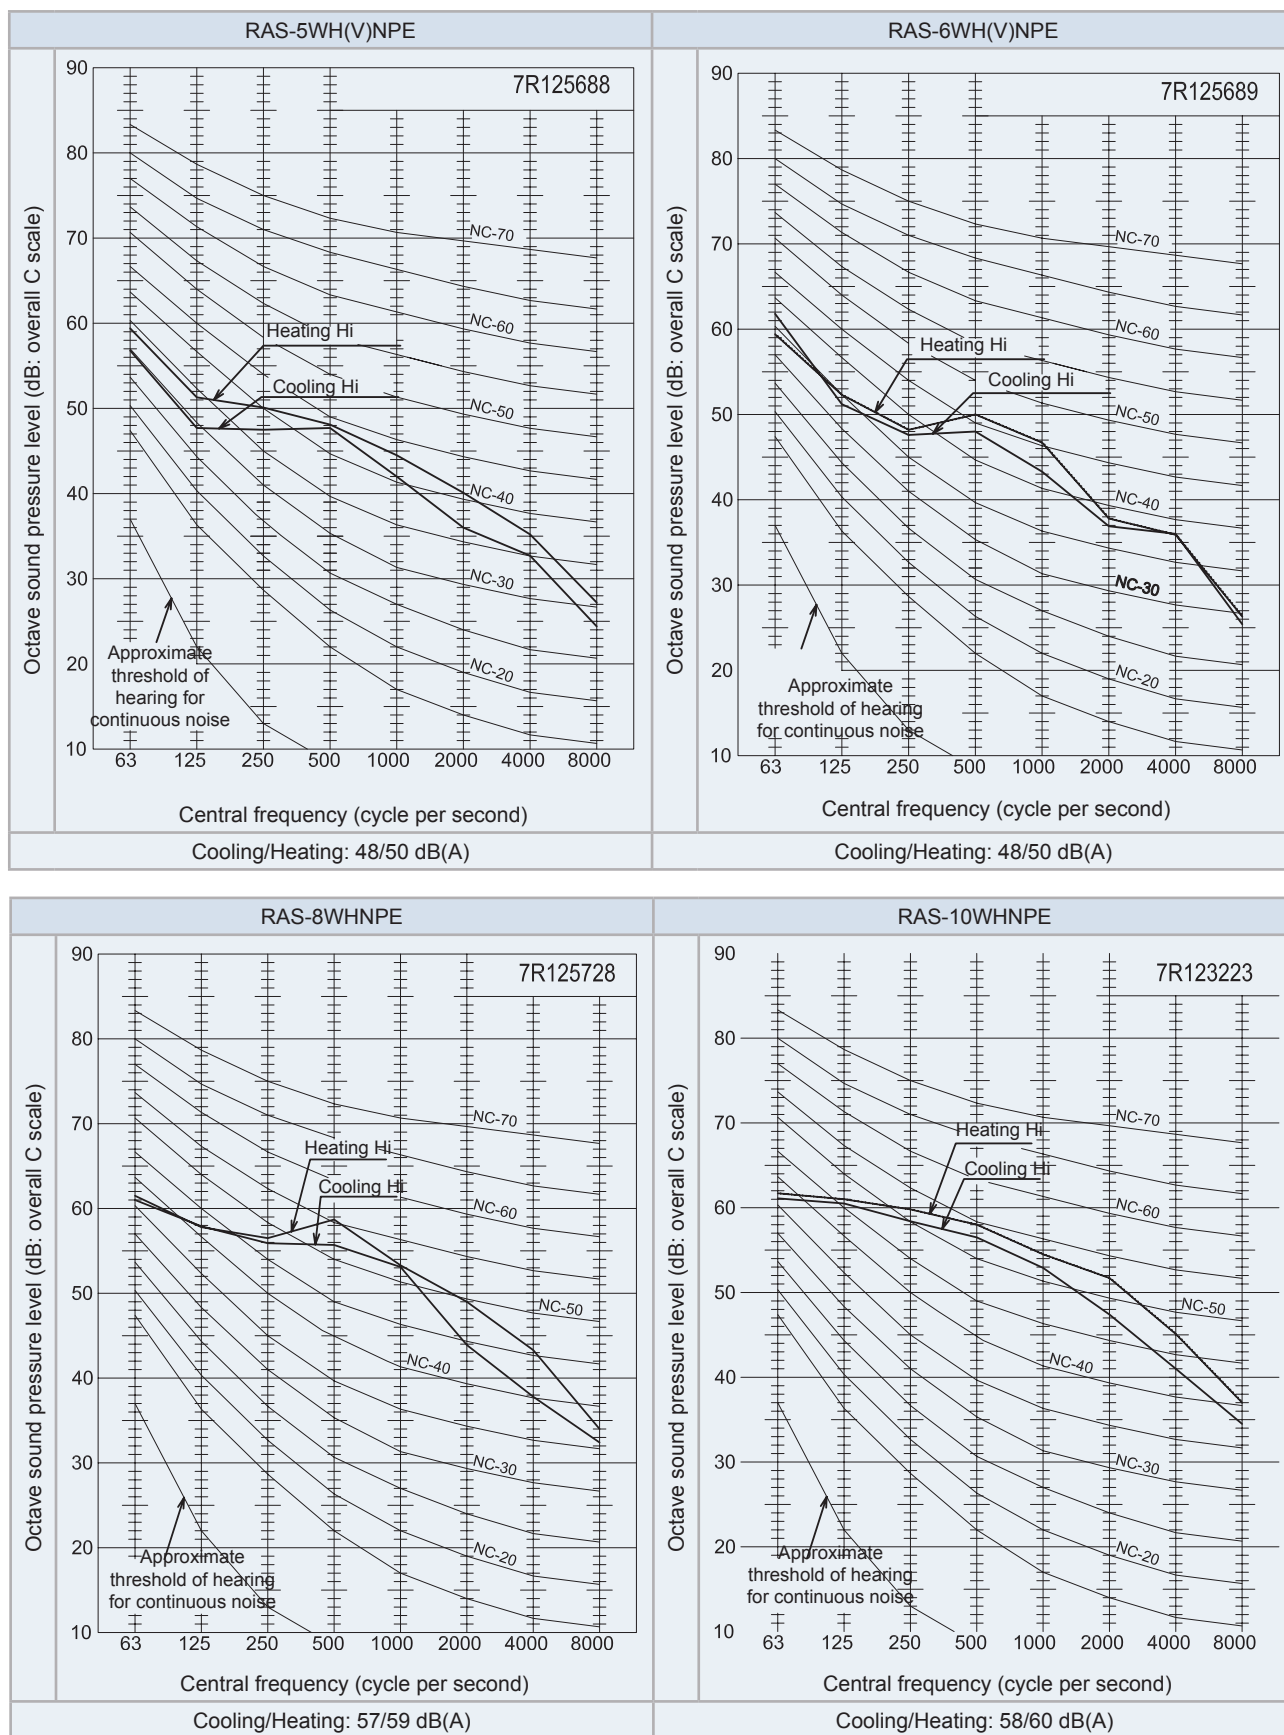 RAS-5WH(V)NPE
Octave sound pressure level (dB: overall C scale)
90
80
70
60
50
40
30
20
10
7R125688
NC-70
NC-60
Heating Hi
Cooling Hi
NC-50
NC-40
NC-30
NC-20
Approximate
threshold of
hearing for
continuous noise
63 125 250 500 1000 2000 4000 8000
Central frequency (cycle per second)
Cooling/Heating: 48/50 dB(A)
RAS-6WH(V)NPE
Octave sound pressure level (dB: overall C scale)
90
80
70
60
50
40
30
20
10
7R125689
NC-70
NC-60
Heating Hi
Cooling Hi
NC-50
NC-40
NC-30
NC-20
Approximate
threshold of hearing
for continuous noise
63 125 250 500 1000 2000 4000 8000
Central frequency (cycle per second)
Cooling/Heating: 48/50 dB(A)
RAS-8WHNPE
Octave sound pressure level (dB: overall C scale)
90
80
70
60
50
40
30
20
10
7R125728
NC-70
Heating Hi
Cooling Hi
NC-60
NC-50
NC-40
NC-30
NC-20
Approximate
threshold of hearing
for continuous noise
63 125 250 500 1000 2000 4000 8000
Central frequency (cycle per second)
Cooling/Heating: 57/59 dB(A)
RAS-10WHNPE
Octave sound pressure level (dB: overall C scale)
90
80
70
60
50
40
30
20
10
7R123223
NC-70
Heating Hi
Cooling Hi
NC-60
NC-50
NC-40
NC-30
NC-20
Approximate
threshold of hearing
for continuous noise
63 125 250 500 1000 2000 4000 8000
Central frequency (cycle per second)
Cooling/Heating: 58/60 dB(A)